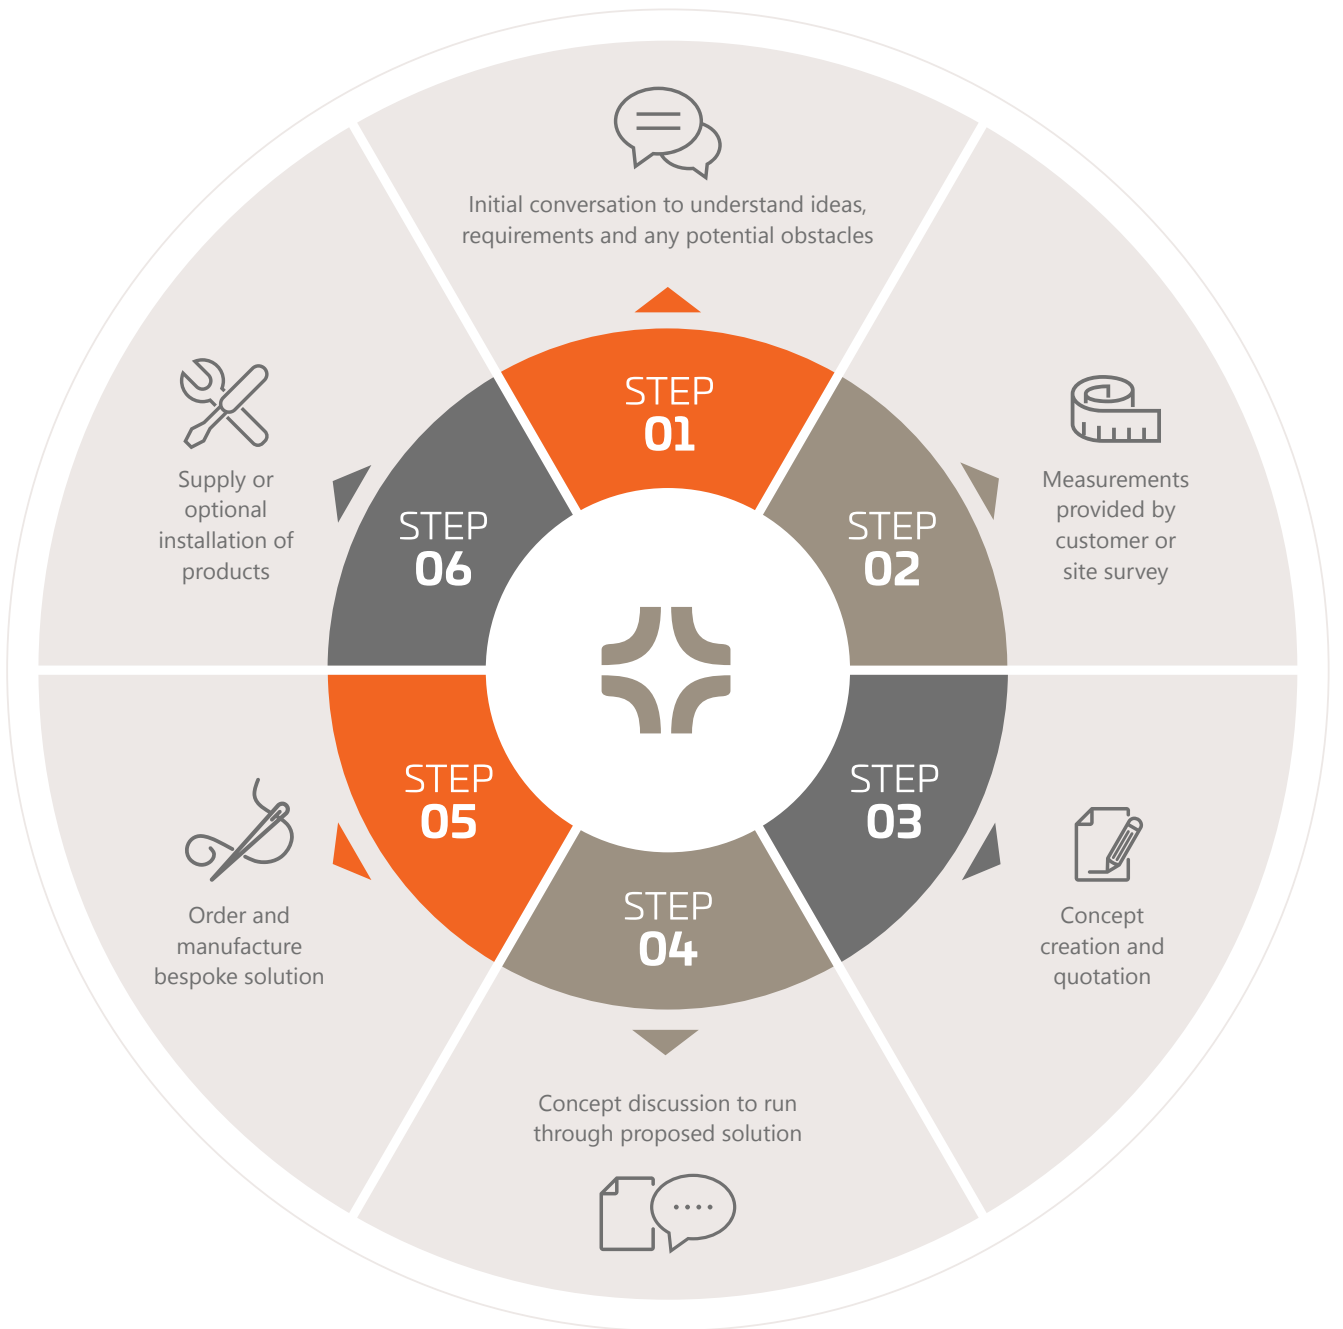 Initial conversation to understand ideas,
requirements and any potential obstacles
STEP
01
STEP
02
Measurements
provided by
customer or
site survey
STEP
03
Concept
creation and
quotation
STEP
04
Concept discussion to run
through proposed solution
STEP
05
Order and
manufacture
bespoke solution
STEP
06
Supply or
optional
installation of
products